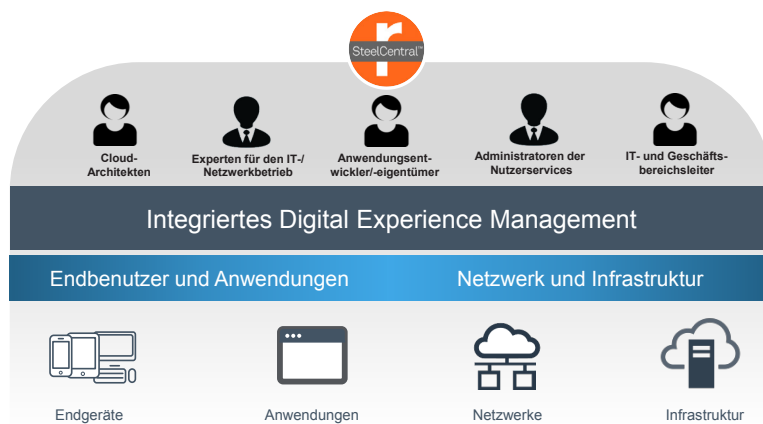 SteelCentral™
Cloud-
Architekten
Experten für den IT-/
Netzwerkbetrieb
Anwendungsent-
wickler/-eigentümer
Administratoren der
Nutzerservices
IT- und Geschäfts-
bereichsleiter
Integriertes Digital Experience Management
Endbenutzer und Anwendungen
Netzwerk und Infrastruktur
Endgeräte
Anwendungen
Netzwerke
Infrastruktur